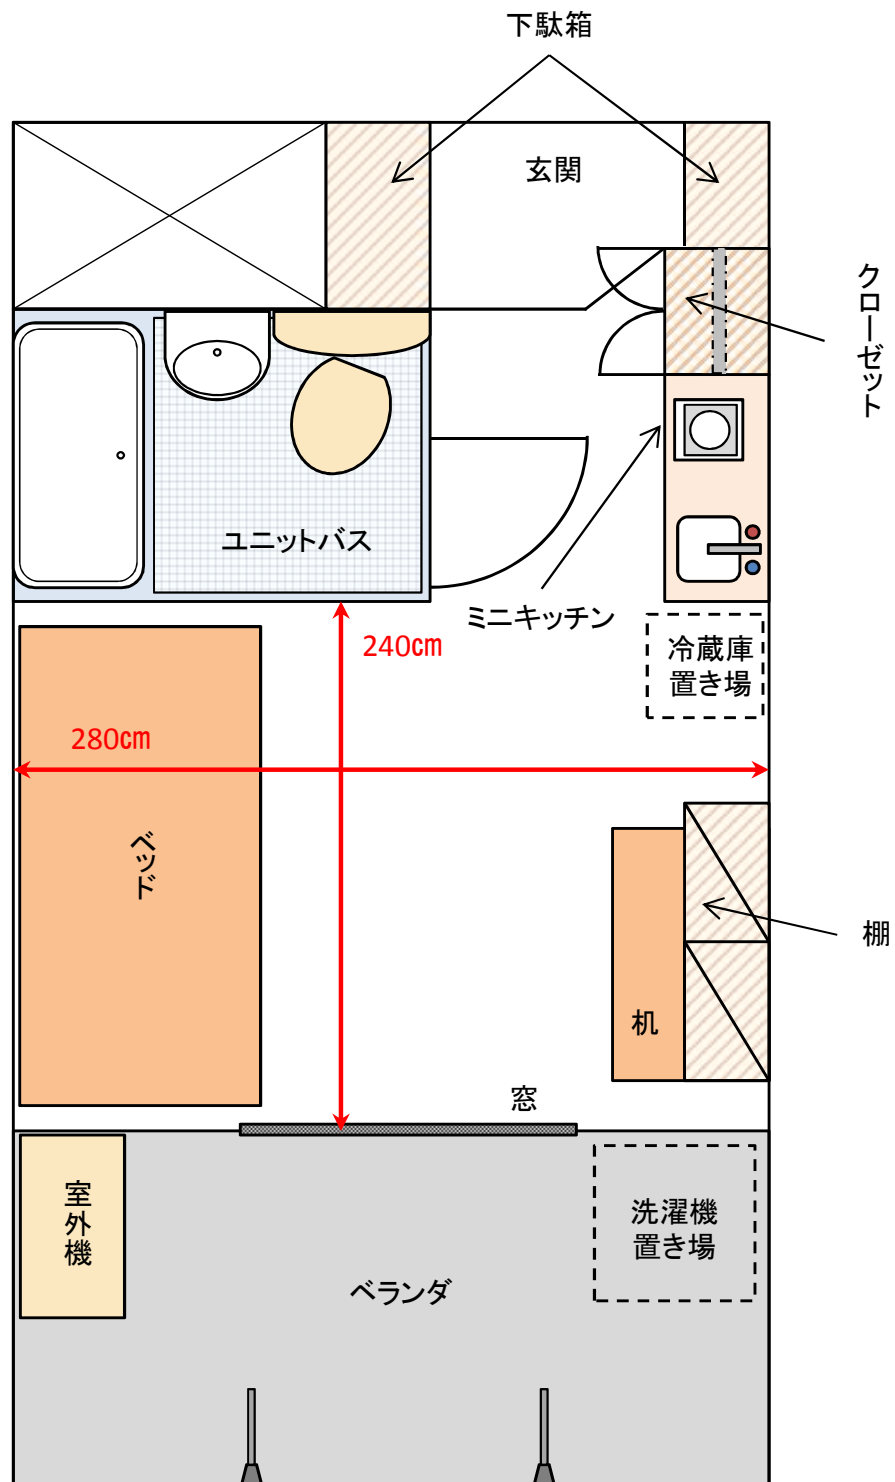 下駄箱
玄関
クローゼット
ユニットバス
ミニキッチン
240㎝
冷蔵庫
置き場
280㎝
ベッド
棚
机
窓
室外機
洗濯機
置き場
ベランダ